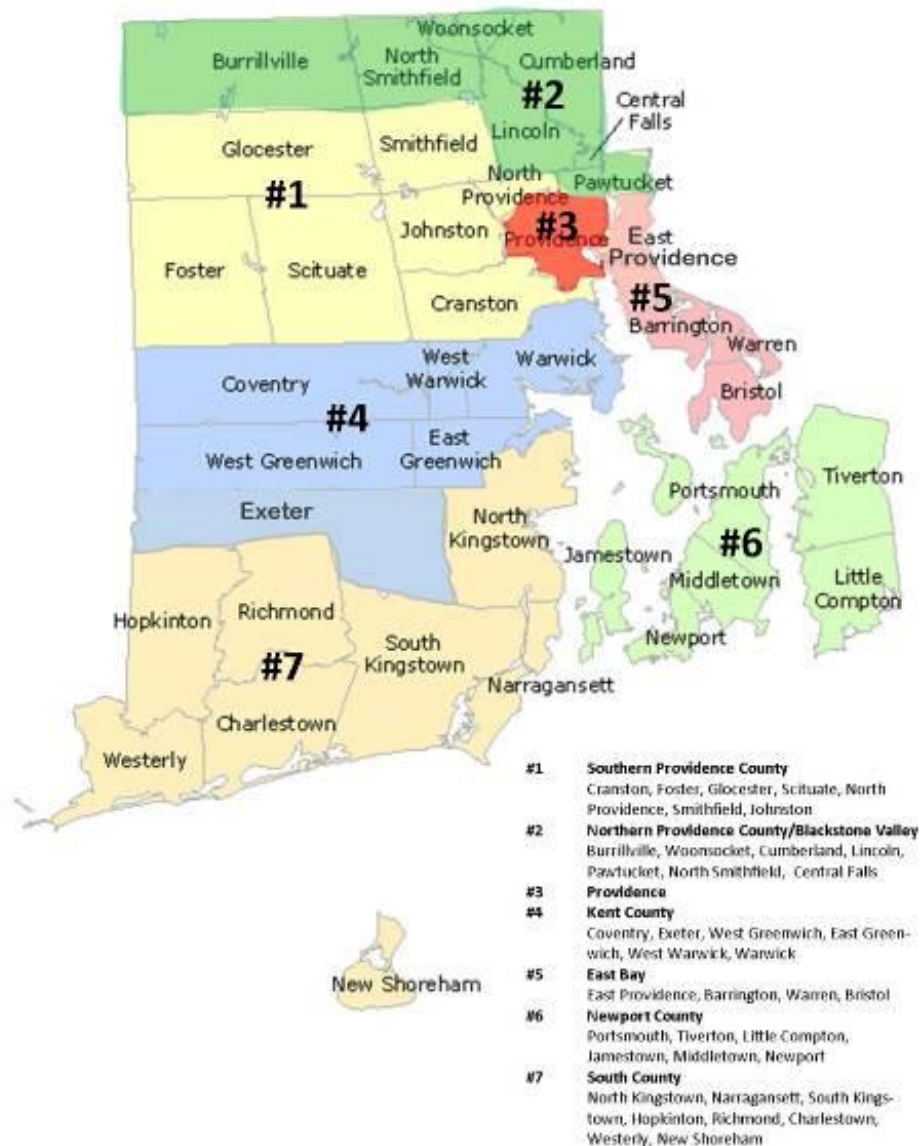 Woonsocket
Burrillville
North
Smithfield
Cumberland
#2
Central
Falls
Lincoln
Glocester
Smithfield
#1
North
Providence
Pawtucket
Johnston
#3
Providence
East
Providence
Foster
Scituate
#5
Cranston
Barrington
Warren
West
Warwick
Warwick
Coventry
Bristol
#4
East
Greenwich
West Greenwich
Tiverton
Portsmouth
Exeter
North
Kingstown
Jamestown
#6
Middletown
Little
Compton
Hopkinton
Richmond
South
Kingstown
Newport
#7
Narragansett
Charlestown
Westerly
New Shoreham
#1 Southern Providence County
Cranston, Foster, Glocester, Scituate, North
Providence, Smithfield, Johnston
#2 Northern Providence County/Blackstone Valley
Burrillville, Woonsocket, Cumberland, Lincoln,
Pawtucket, North Smithfield, Central Falls
#3 Providence
#4 Kent County
Coventry, Exeter, West Greenwich, East Green-
wich, West Warwick, Warwick
#5 East Bay
East Providence, Barrington, Warren, Bristol
#6 Newport County
Portsmouth, Tiverton, Little Compton,
Jamestown, Middletown, Newport
#7 South County
North Kingstown, Narragansett, South Kings-
town, Hopkinton, Richmond, Charlestown,
Westerly, New Shoreham